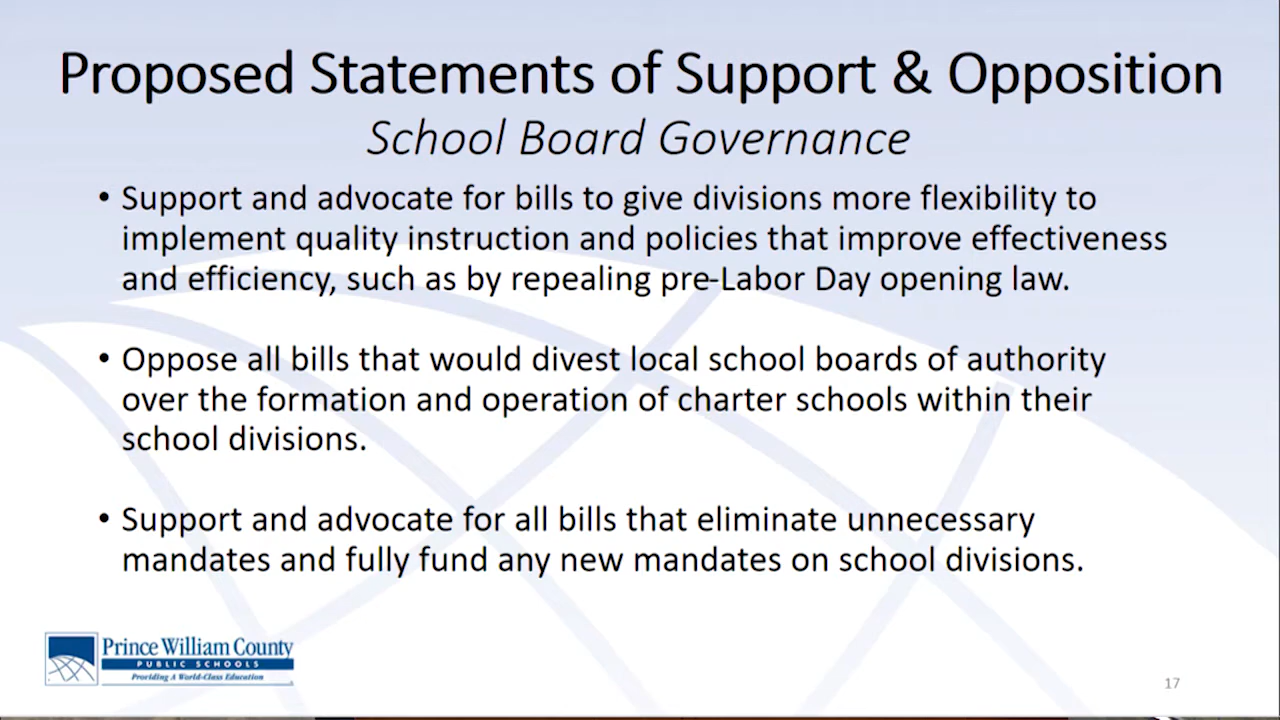 Proposed Statements of Support & Opposition
School Board Governance
• Support and advocate for bills to give divisions more flexibility to
implement quality instruction and policies that improve effectiveness
and efficiency, such as by repealing pre-Labor Day opening law.
• Oppose all bills that would divest local school boards of authority
over the formation and operation of charter schools within their
school divisions.
• Support and advocate for all bills that eliminate unnecessary
mandates and fully fund any new mandates on school divisions.
Prince William County
PUBLIC SCHOOLS
Providing A World-Class Education
17